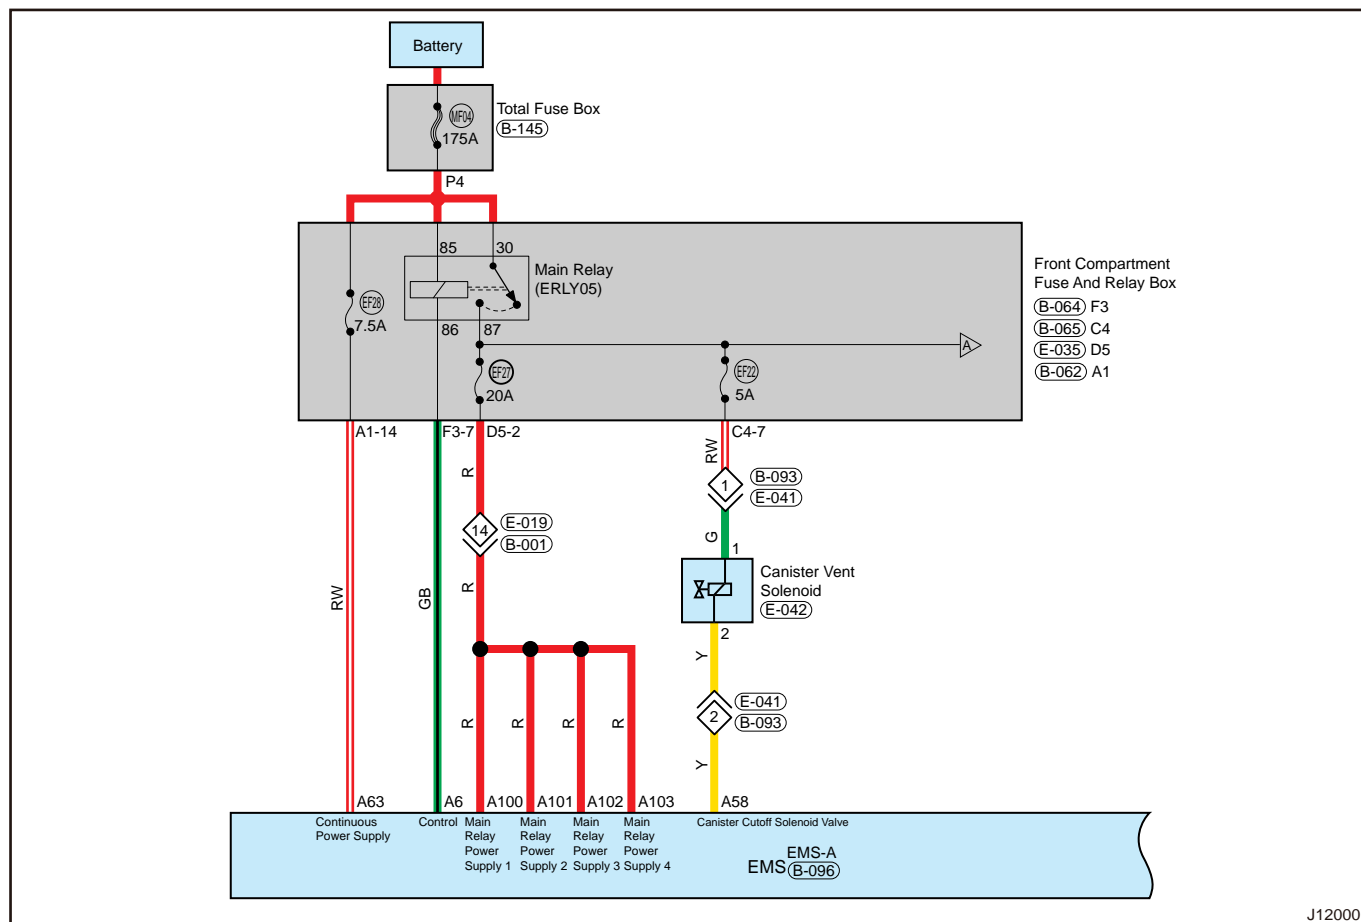 Battery
MF04
175A
Total Fuse Box
B-145
P4
85
30
Main Relay
(ERLY05)
86
87
EF28
7.5A
EF27
20A
EF22
5A
A
Front Compartment
Fuse And Relay Box
B-064 F3
B-065 C4
E-035 D5
B-062 A1
A1-14
F3-7
D5-2
C4-7
R
RW
1
B-093
E-041
14
E-019
B-001
G
1
Canister Vent
Solenoid
E-042
RW
GB
R
2
Y
E-041
2
B-093
R
R
R
R
Y
A63
A6
A100
A101
A102
A103
A58
Continuous
Power Supply
Control
Main
Relay
Power
Supply 1
Main
Relay
Power
Supply 2
Main
Relay
Power
Supply 3
Main
Relay
Power
Supply 4
Canister Cutoff Solenoid Valve
EMS-A
EMS B-096
J12000